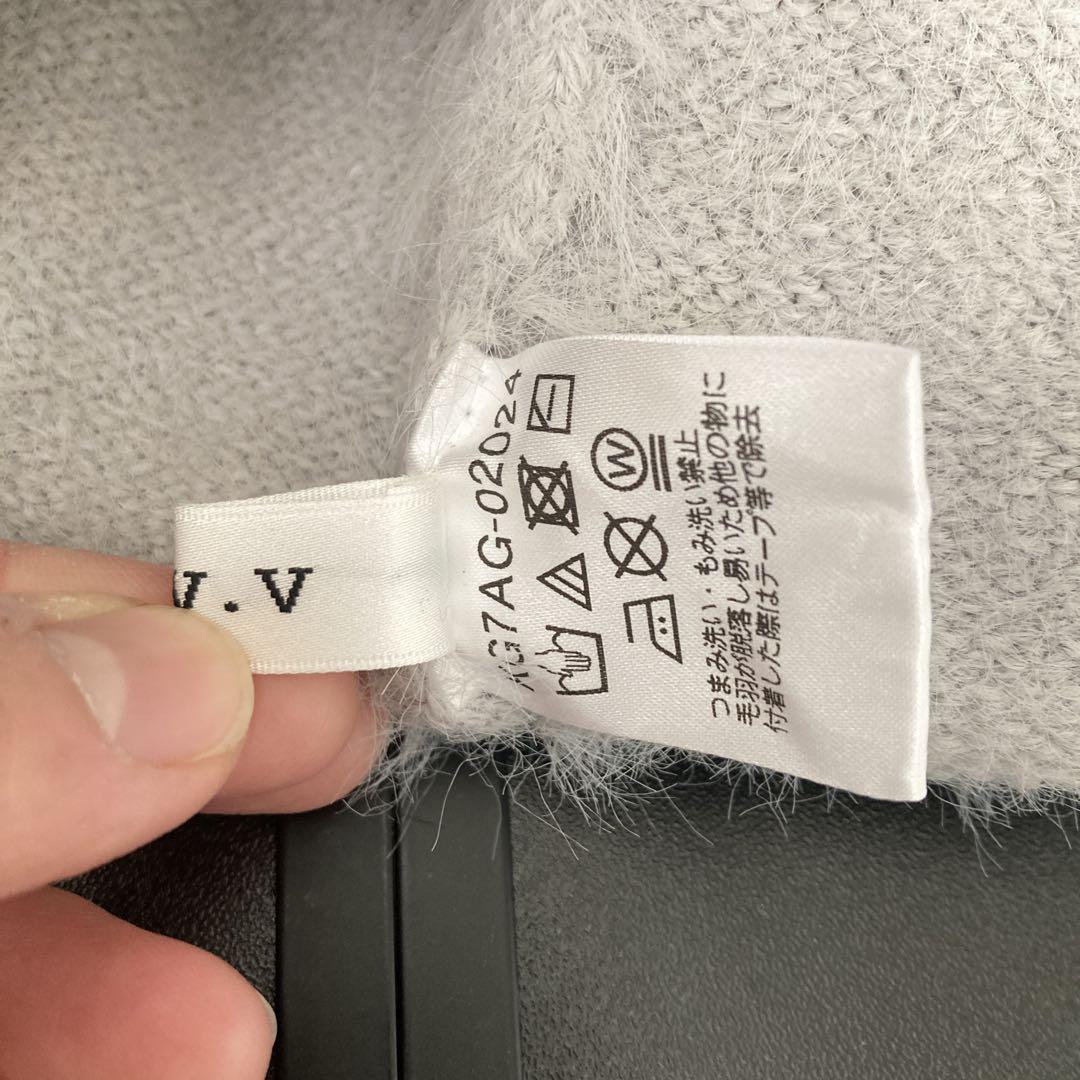 W.V
XG7AG-02024
W
つまみ洗い・もみ洗い禁止
毛羽が脱落し易いため他の物に
付着した際はテープ等で除去